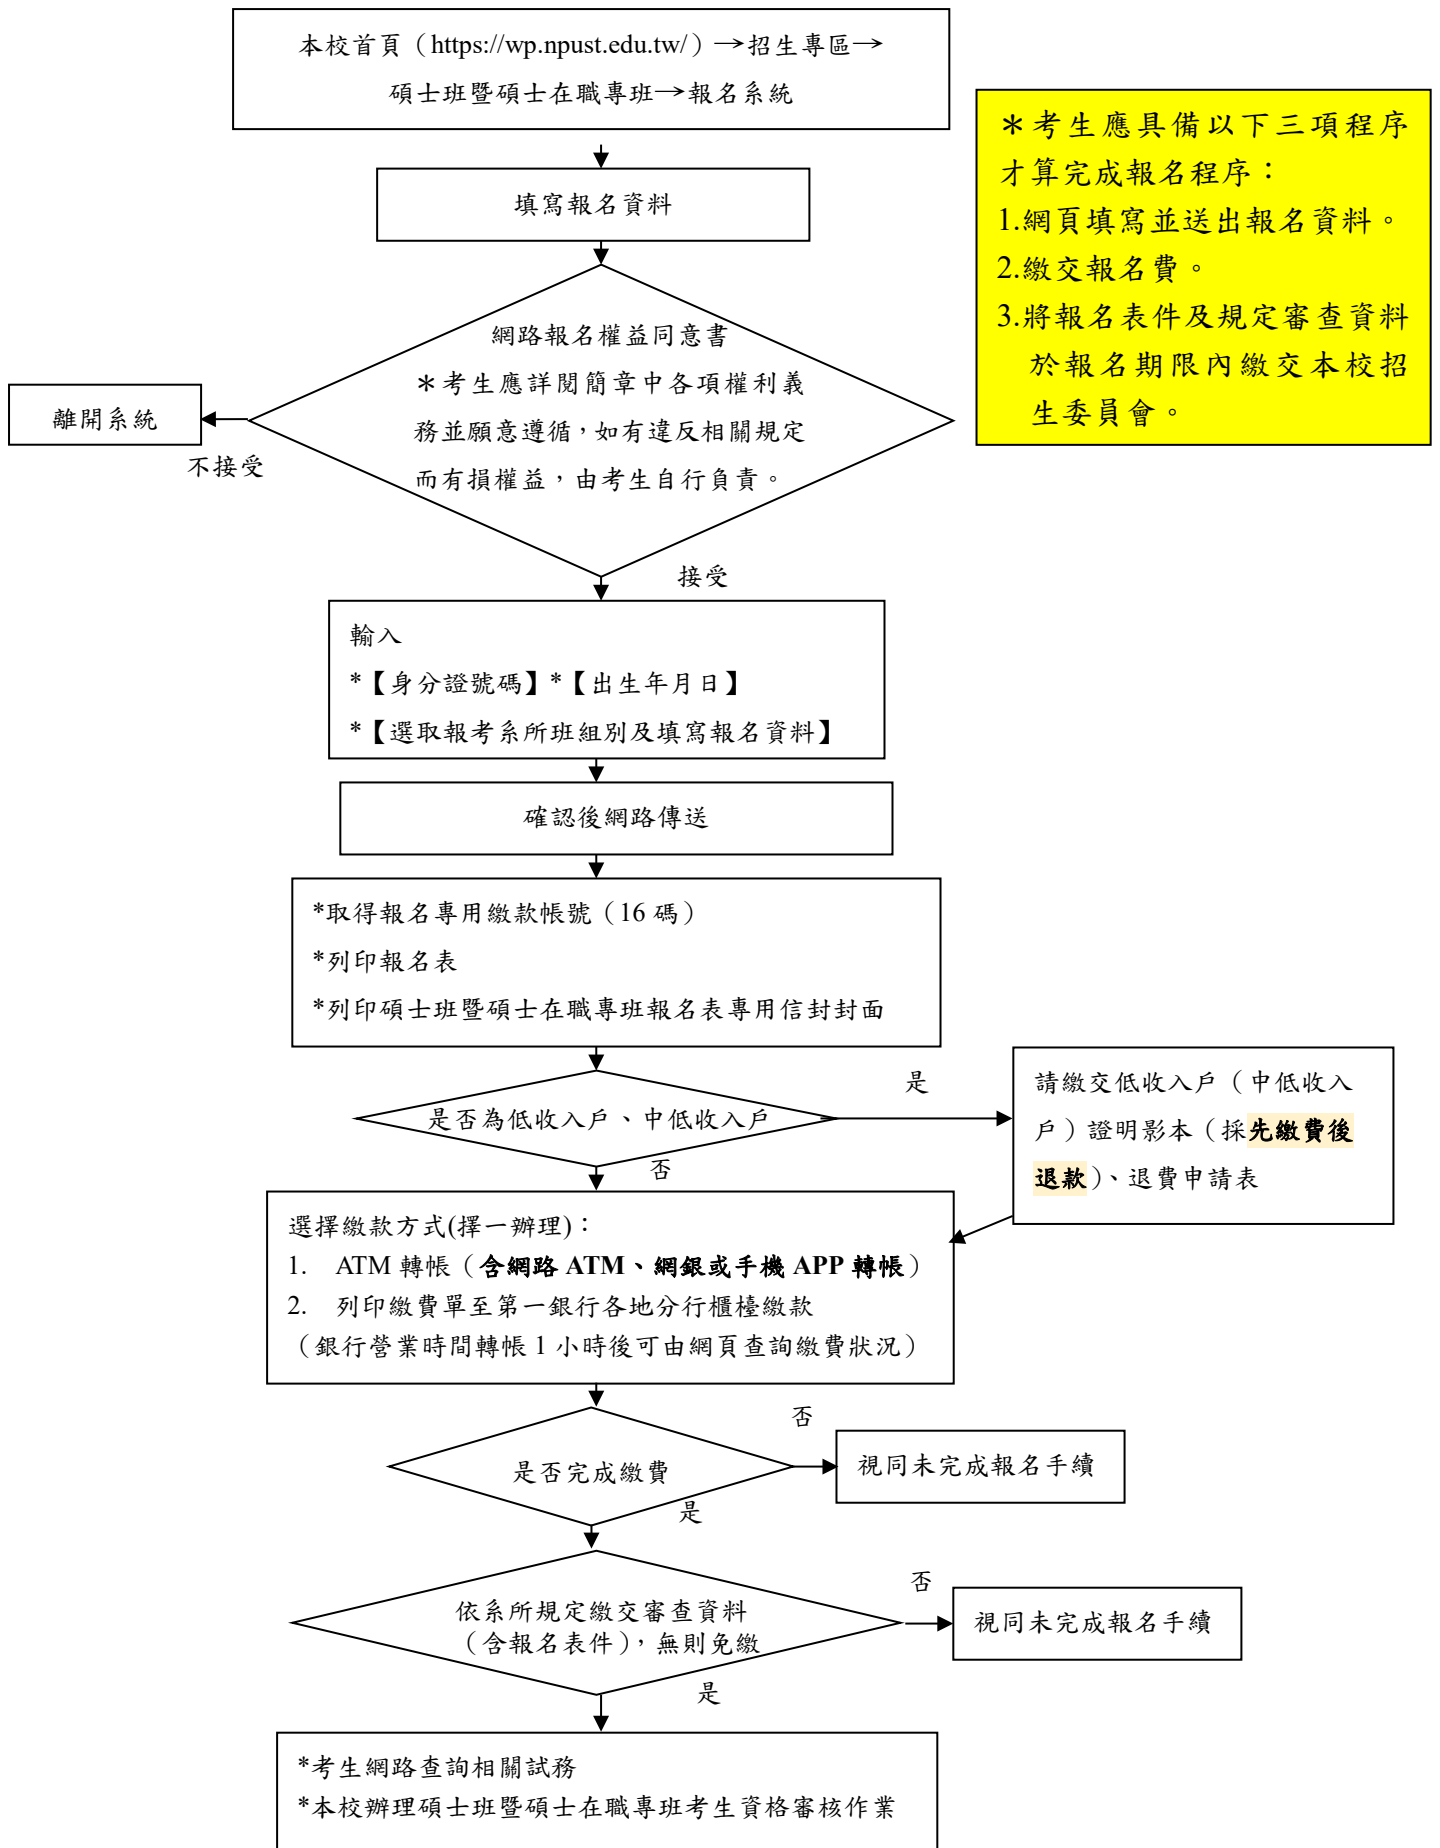 本校首頁（https://wp.npust.edu.tw/）→招生專區→
碩士班暨碩士在職專班→報名系統
＊考生應具備以下三項程序
才算完成報名程序：
1.網頁填寫並送出報名資料。
2.繳交報名費。
3.將報名表件及規定審查資料
於報名期限內繳交本校招
生委員會。
填寫報名資料
網路報名權益同意書
＊考生應詳閱簡章中各項權利義
務並願意遵循，如有違反相關規定
而有損權益，由考生自行負責。
離開系統
不接受
接受
輸入
*【身分證號碼】*【出生年月日】
*【選取報考系所班組別及填寫報名資料】
確認後網路傳送
*取得報名專用繳款帳號（16 碼）
*列印報名表
*列印碩士班暨碩士在職專班報名表專用信封封面
是否為低收入戶、中低收入戶
是
請繳交低收入戶（中低收入
戶）證明影本（採先繳費後
退款）、退費申請表
否
選擇繳款方式(擇一辦理)：
1. ATM 轉帳（含網路 ATM、網銀或手機 APP 轉帳）
2. 列印繳費單至第一銀行各地分行櫃檯繳款
（銀行營業時間轉帳 1 小時後可由網頁查詢繳費狀況）
是否完成繳費
否
視同未完成報名手續
是
依系所規定繳交審查資料
（含報名表件），無則免繳
否
視同未完成報名手續
是
*考生網路查詢相關試務
*本校辦理碩士班暨碩士在職專班考生資格審核作業